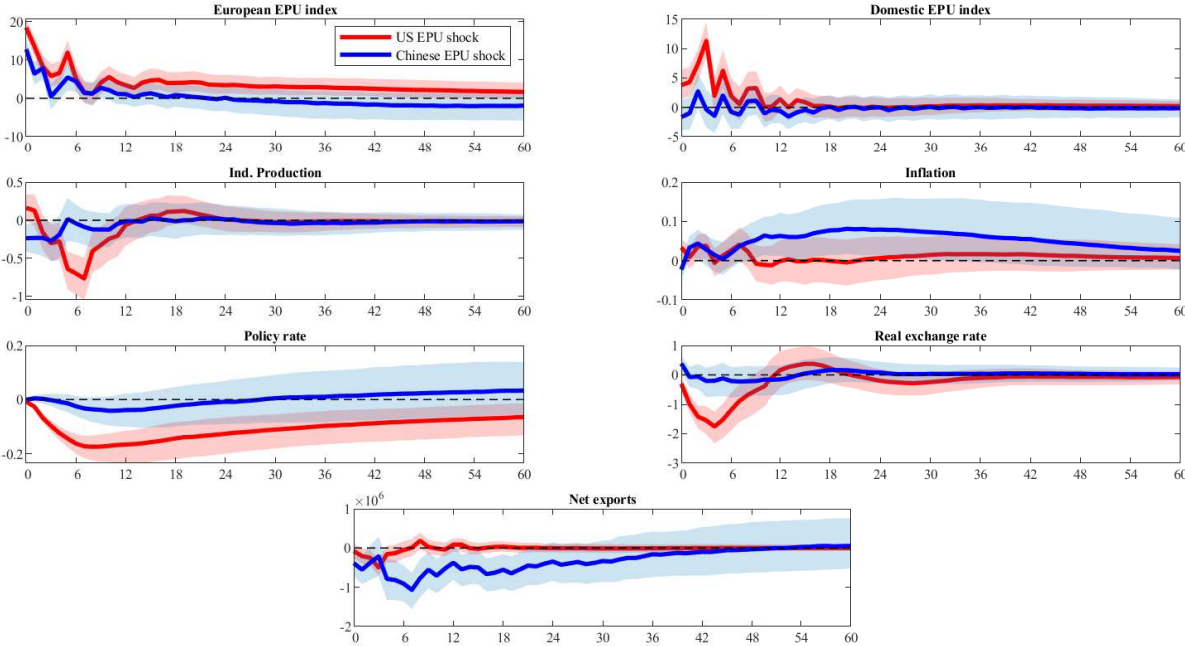 European EPU index
20
10
0
-10
0 6 12 18 24 30 36 42 48 54 60
US EPU shock
Chinese EPU shock
Domestic EPU index
15
10
5
0
-5
0 6 12 18 24 30 36 42 48 54 60
Ind. Production
0.5
0
-0.5
-1
0 6 12 18 24 30 36 42 48 54 60
Inflation
0.2
0.1
0
-0.1
0 6 12 18 24 30 36 42 48 54 60
Policy rate
0.2
0
-0.2
0 6 12 18 24 30 36 42 48 54 60
Real exchange rate
1
0
-1
-2
-3
0 6 12 18 24 30 36 42 48 54 60
Net exports
×10⁶
1
0
-1
-2
0 6 12 18 24 30 36 42 48 54 60